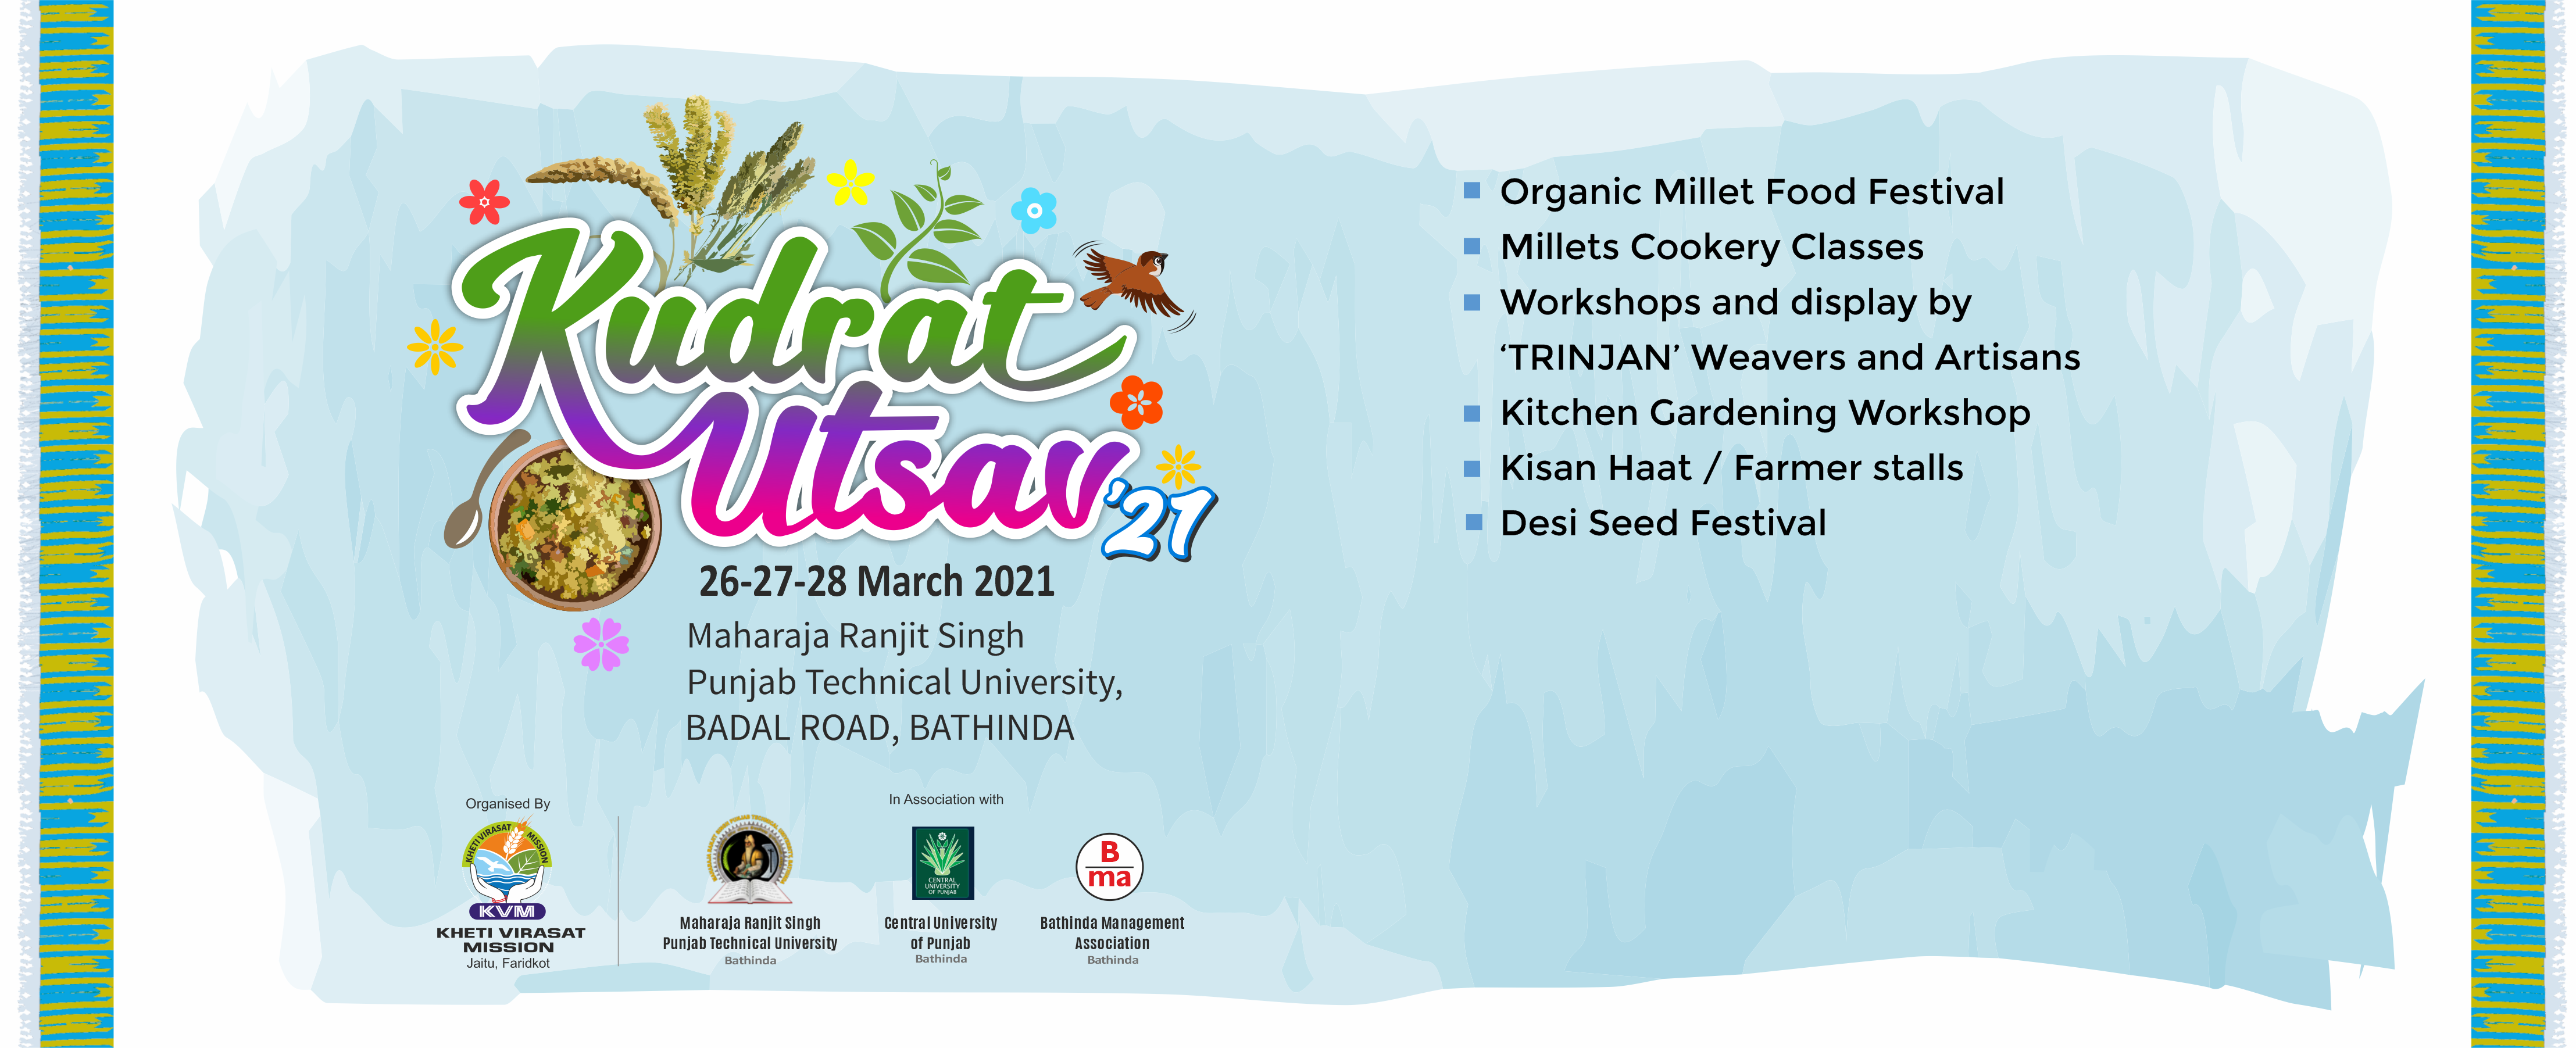 Kudrat
Utsav
'21
26-27-28 March 2021
Maharaja Ranjit Singh
Punjab Technical University,
BADAL ROAD, BATHINDA
Organic Millet Food Festival
Millets Cookery Classes
Workshops and display by
‘TRINJAN’ Weavers and Artisans
Kitchen Gardening Workshop
Kisan Haat / Farmer stalls
Desi Seed Festival
Organised By
KHETI VIRASAT MISSION
KVM
KHETI VIRASAT
MISSION
Jaitu, Faridkot
In Association with
Maharaja Ranjit Singh
Punjab Technical University
Bathinda
CENTRAL
UNIVERSITY
OF PUNJAB
Central University
of Punjab
Bathinda
B
ma
Bathinda Management
Association
Bathinda